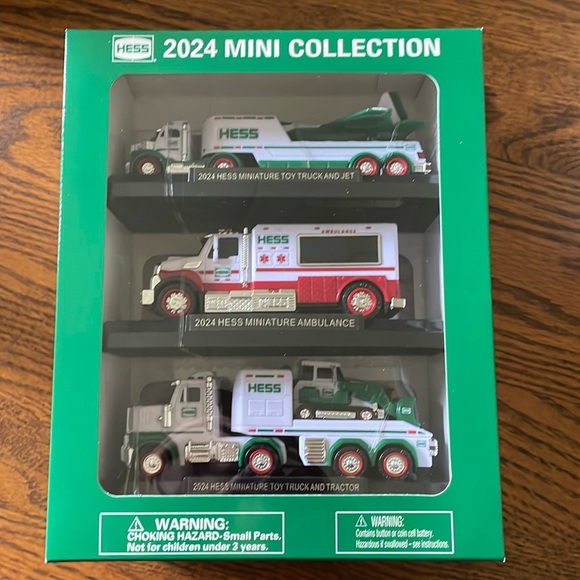 HESS 2024 MINI COLLECTION
HESS
2024 HESS MINIATURE TOY TRUCK AND JET
AMBULANCE
HESS
2024 HESS MINIATURE AMBULANCE
HESS
2024 HESS MINIATURE TOY TRUCK AND TRACTOR
WARNING:
CHOKING HAZARD-Small Parts.
Not for children under 3 years.
WARNING:
Contains button or coin cell battery.
Hazardous if swallowed - see instructions.